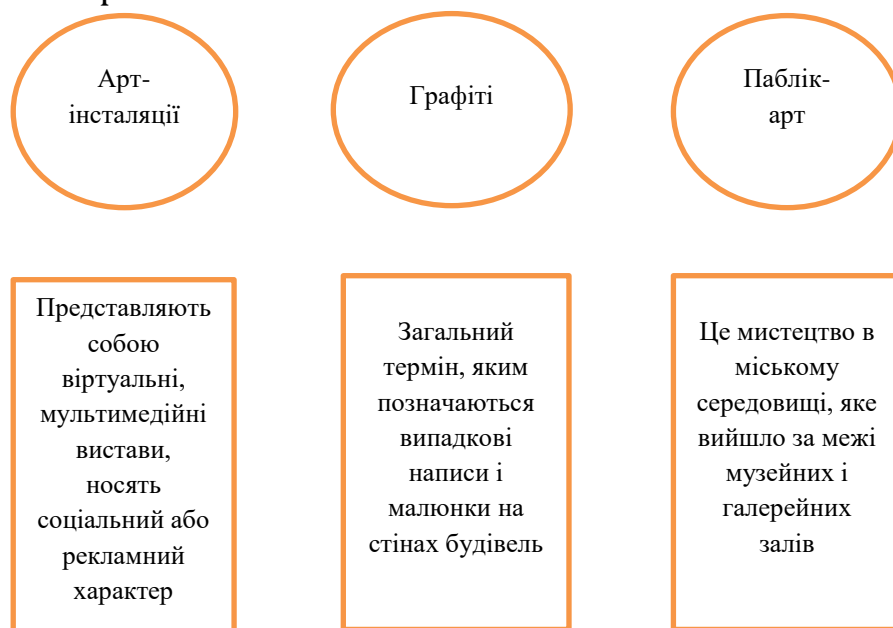 Арт-
інсталяції
Графіті
Паблік-
арт
Представляють
собою
віртуальні,
мультимедійні
вистави,
носять
соціальний або
рекламний
характер
Загальний
термін, яким
позначаються
випадкові
написи і
малюнки на
стінах будівель
Це мистецтво в
міському
середовищі, яке
вийшло за межі
музейних і
галерейних
залів